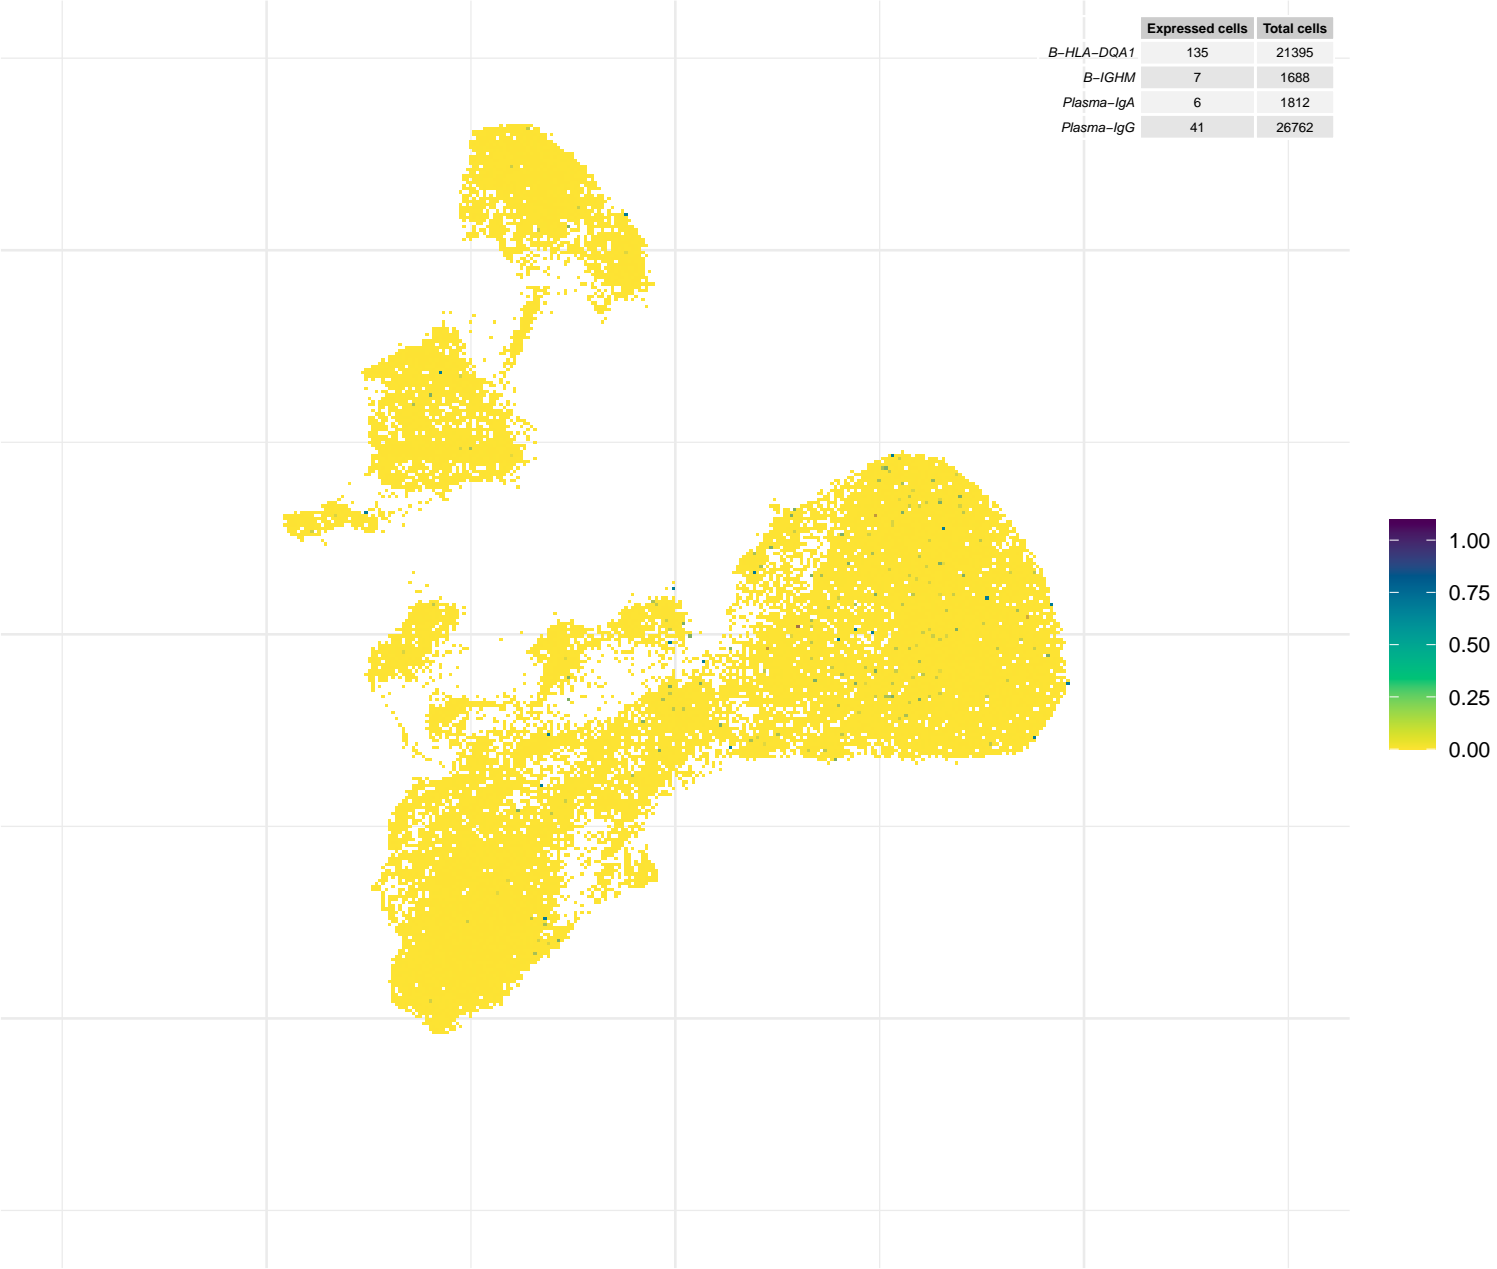 Expressed cells Total cells
B−HLA−DQA1 135 21395
B−IGHM 7 1688
Plasma−IgA 6 1812
Plasma−IgG 41 26762
1.00
0.75
0.50
0.25
0.00